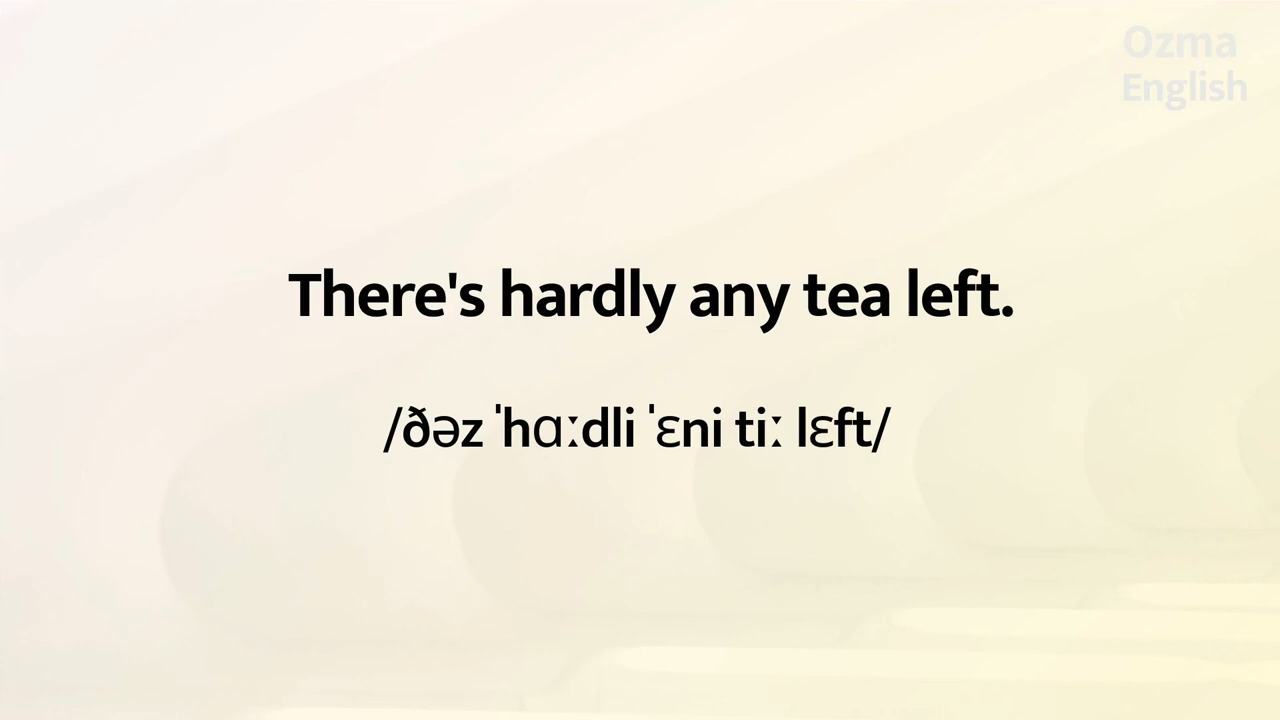 Ozma
English
There's hardly any tea left.
/ðəz ˈhɑːdli ˈɛni tiː lɛft/